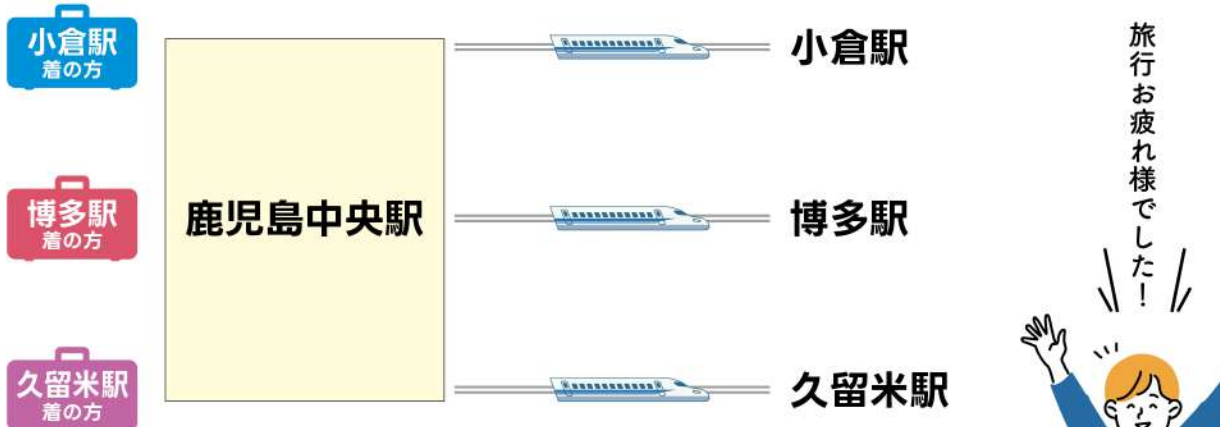 小倉駅
着の方
小倉駅
博多駅
着の方
鹿児島中央駅
博多駅
久留米駅
着の方
久留米駅
旅行お疲れ様でした！